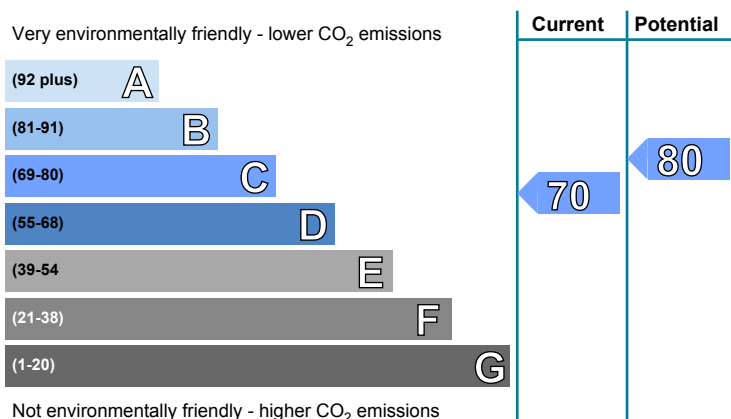 Very environmentally friendly - lower CO₂ emissions
Current
Potential
(92 plus) A
(81-91) B
(69-80) C
(55-68) D
(39-54 E
(21-38) F
(1-20) G
70
80
Not environmentally friendly - higher CO₂ emissions